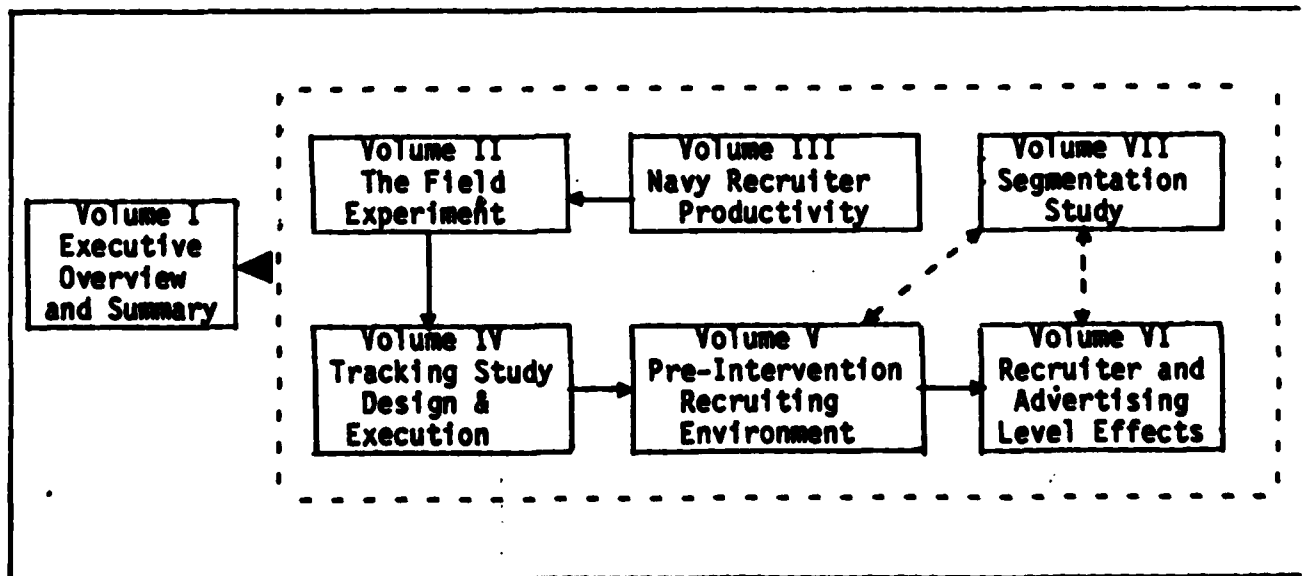 Volume I
Executive
Overview
and Summary
Volume II
The Field
Experiment
Volume III
Navy Recruiter
Productivity
Volume VII
Segmentation
Study
Volume IV
Tracking Study
Design &
Execution
Volume V
Pre-Intervention
Recruiting
Environment
Volume VI
Recruiter and
Advertising
Level Effects